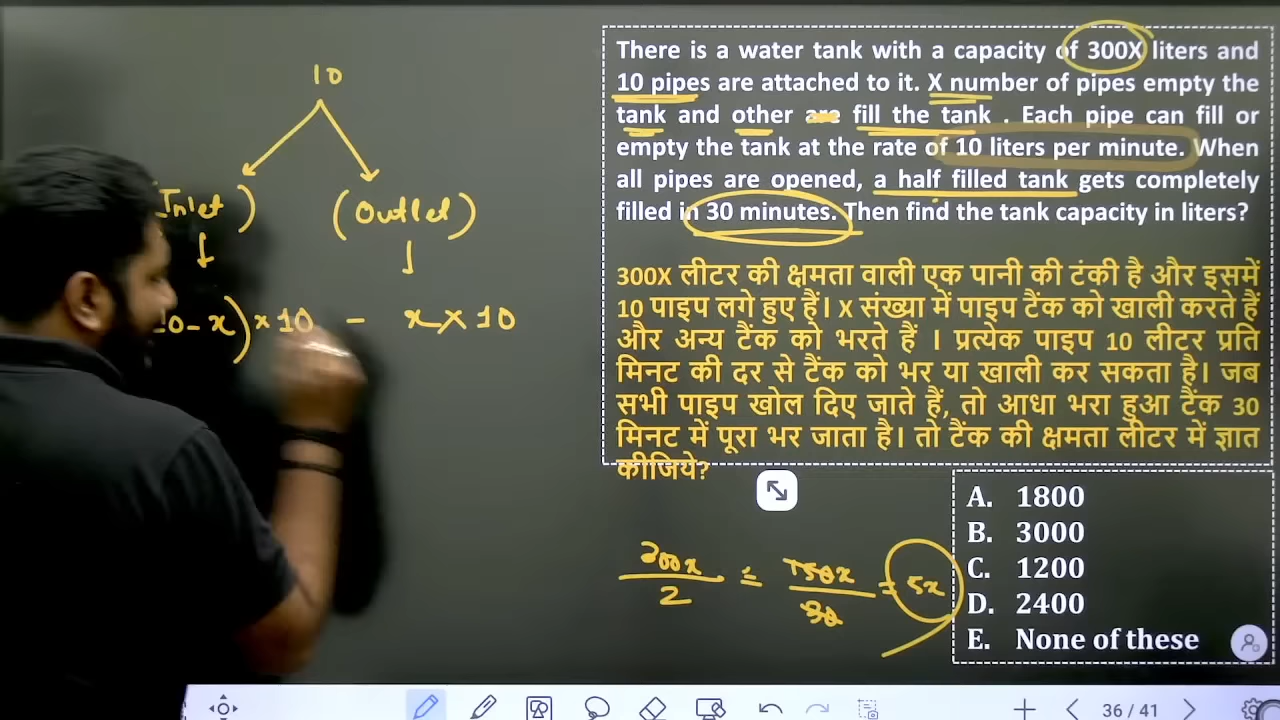 10
Inlet ) (Outlet)
0 - x) × 10 - x × 10
There is a water tank with a capacity of 300X liters and
10 pipes are attached to it. X number of pipes empty the
tank and other are fill the tank . Each pipe can fill or
empty the tank at the rate of 10 liters per minute. When
all pipes are opened, a half filled tank gets completely
filled in 30 minutes. Then find the tank capacity in liters?
300X लीटर की क्षमता वाली एक पानी की टंकी है और इसमें
10 पाइप लगे हुए हैं। X संख्या में पाइप टैंक को खाली करते हैं
और अन्य टैंक को भरते हैं । प्रत्येक पाइप 10 लीटर प्रति
मिनट की दर से टैंक को भर या खाली कर सकता है। जब
सभी पाइप खोल दिए जाते हैं, तो आधा भरा हुआ टैंक 30
मिनट में पूरा भर जाता है। तो टैंक की क्षमता लीटर में ज्ञात
कीजिये?
300x/2 = 150x/30 = 5x
A. 1800
B. 3000
C. 1200
D. 2400
E. None of these
36 / 41